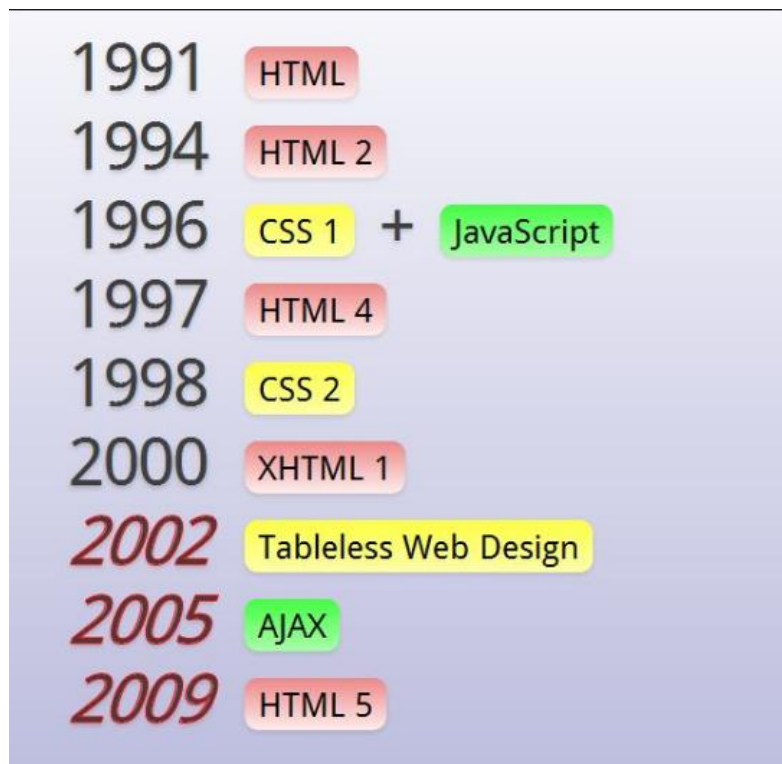 1991 HTML
1994 HTML 2
1996 CSS 1 + JavaScript
1997 HTML 4
1998 CSS 2
2000 XHTML 1
2002 Tableless Web Design
2005 AJAX
2009 HTML 5